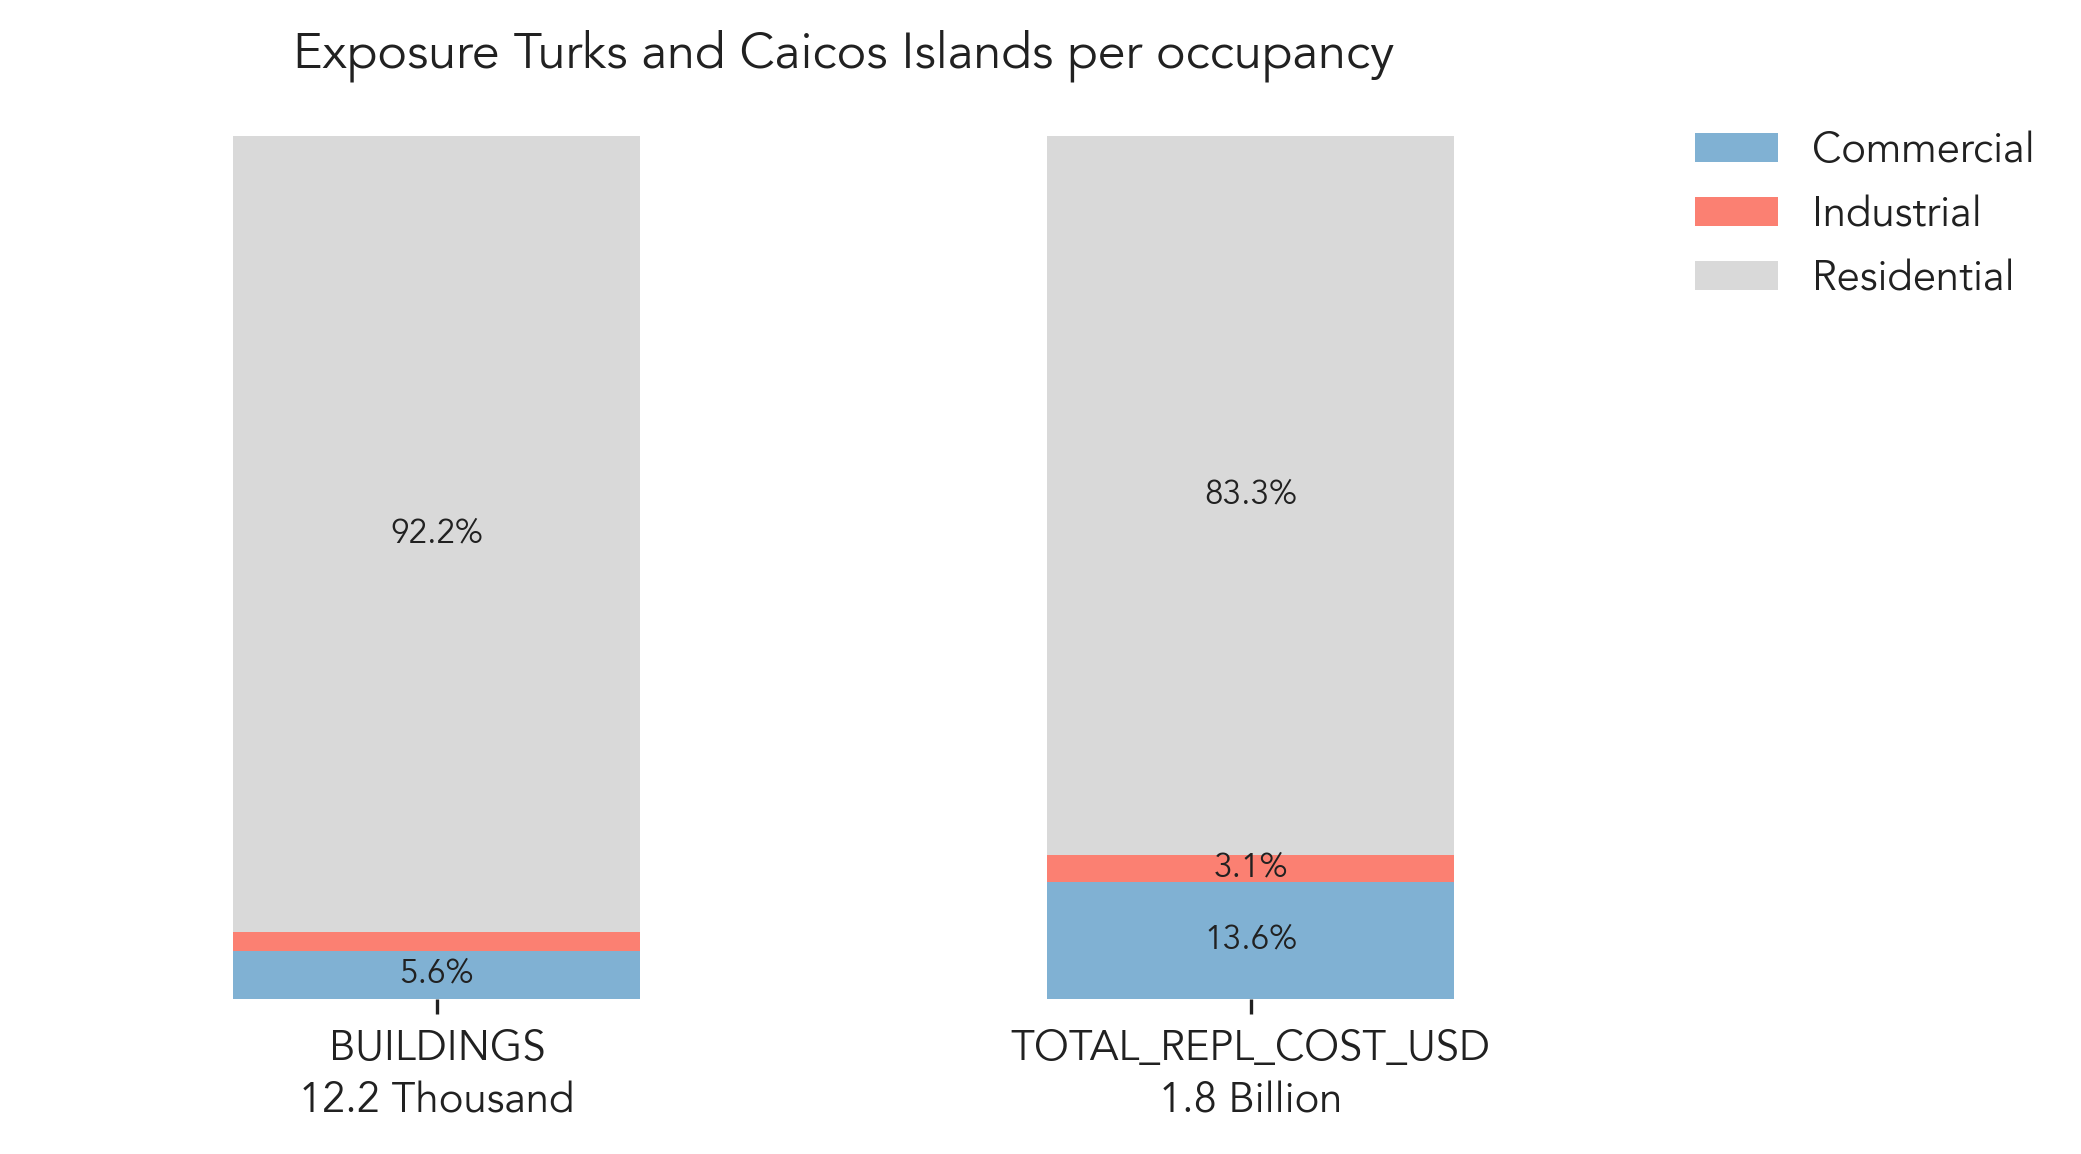 Exposure Turks and Caicos Islands per occupancy
Commercial
Industrial
Residential
92.2%
5.6%
83.3%
3.1%
13.6%
BUILDINGS
12.2 Thousand
TOTAL_REPL_COST_USD
1.8 Billion